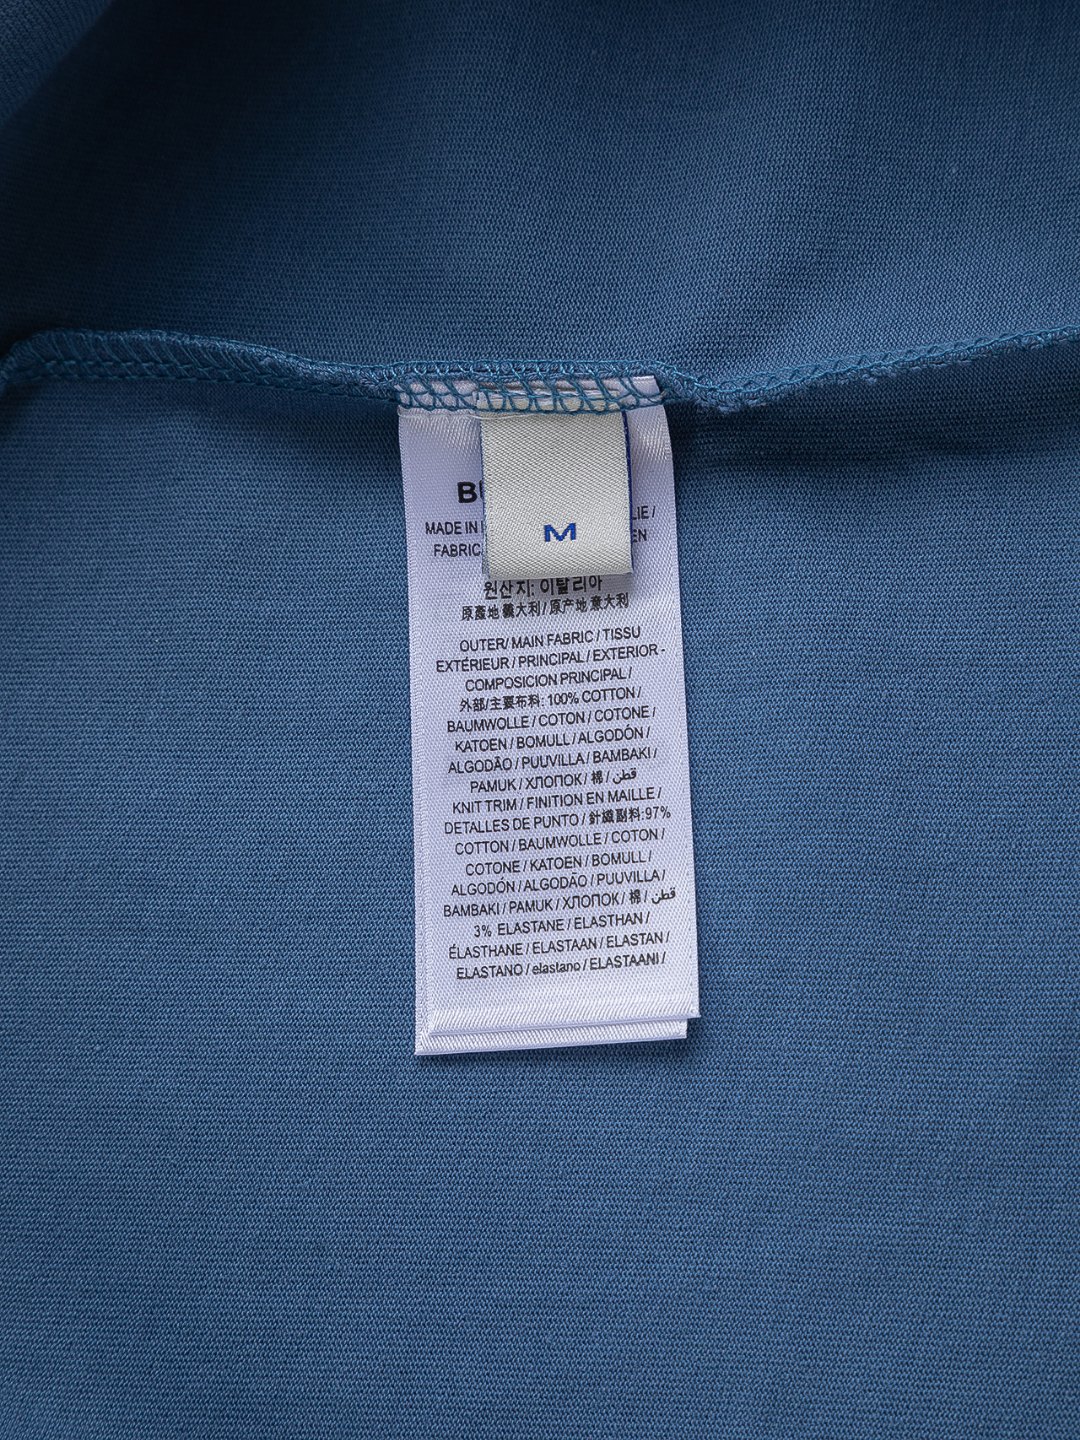 M
MADE IN
원산지: 이탈리아
原產地 義大利 / 原产地 意大利
OUTER/ MAIN FABRIC / TISSU
EXTÉRIEUR / PRINCIPAL / EXTERIOR -
COMPOSICION PRINCIPAL /
外部/主要布料: 100% COTTON /
BAUMWOLLE / COTON / COTONE /
KATOEN / BOMULL / ALGODÓN /
ALGODÃO / PUUVILLA / BAMBAKI /
PAMUK / ХЛОПОК / 棉 / قطن
KNIT TRIM / FINITION EN MAILLE /
DETALLES DE PUNTO / 針織副料: 97%
COTTON / BAUMWOLLE / COTON /
COTONE / KATOEN / BOMULL /
ALGODÓN / ALGODÃO / PUUVILLA /
BAMBAKI / PAMUK / ХЛОПОК / 棉 / قطن
3% ELASTANE / ELASTHAN /
ÉLASTHANE / ELASTAAN / ELASTAN /
ELASTANO / elastano / ELASTAANI /